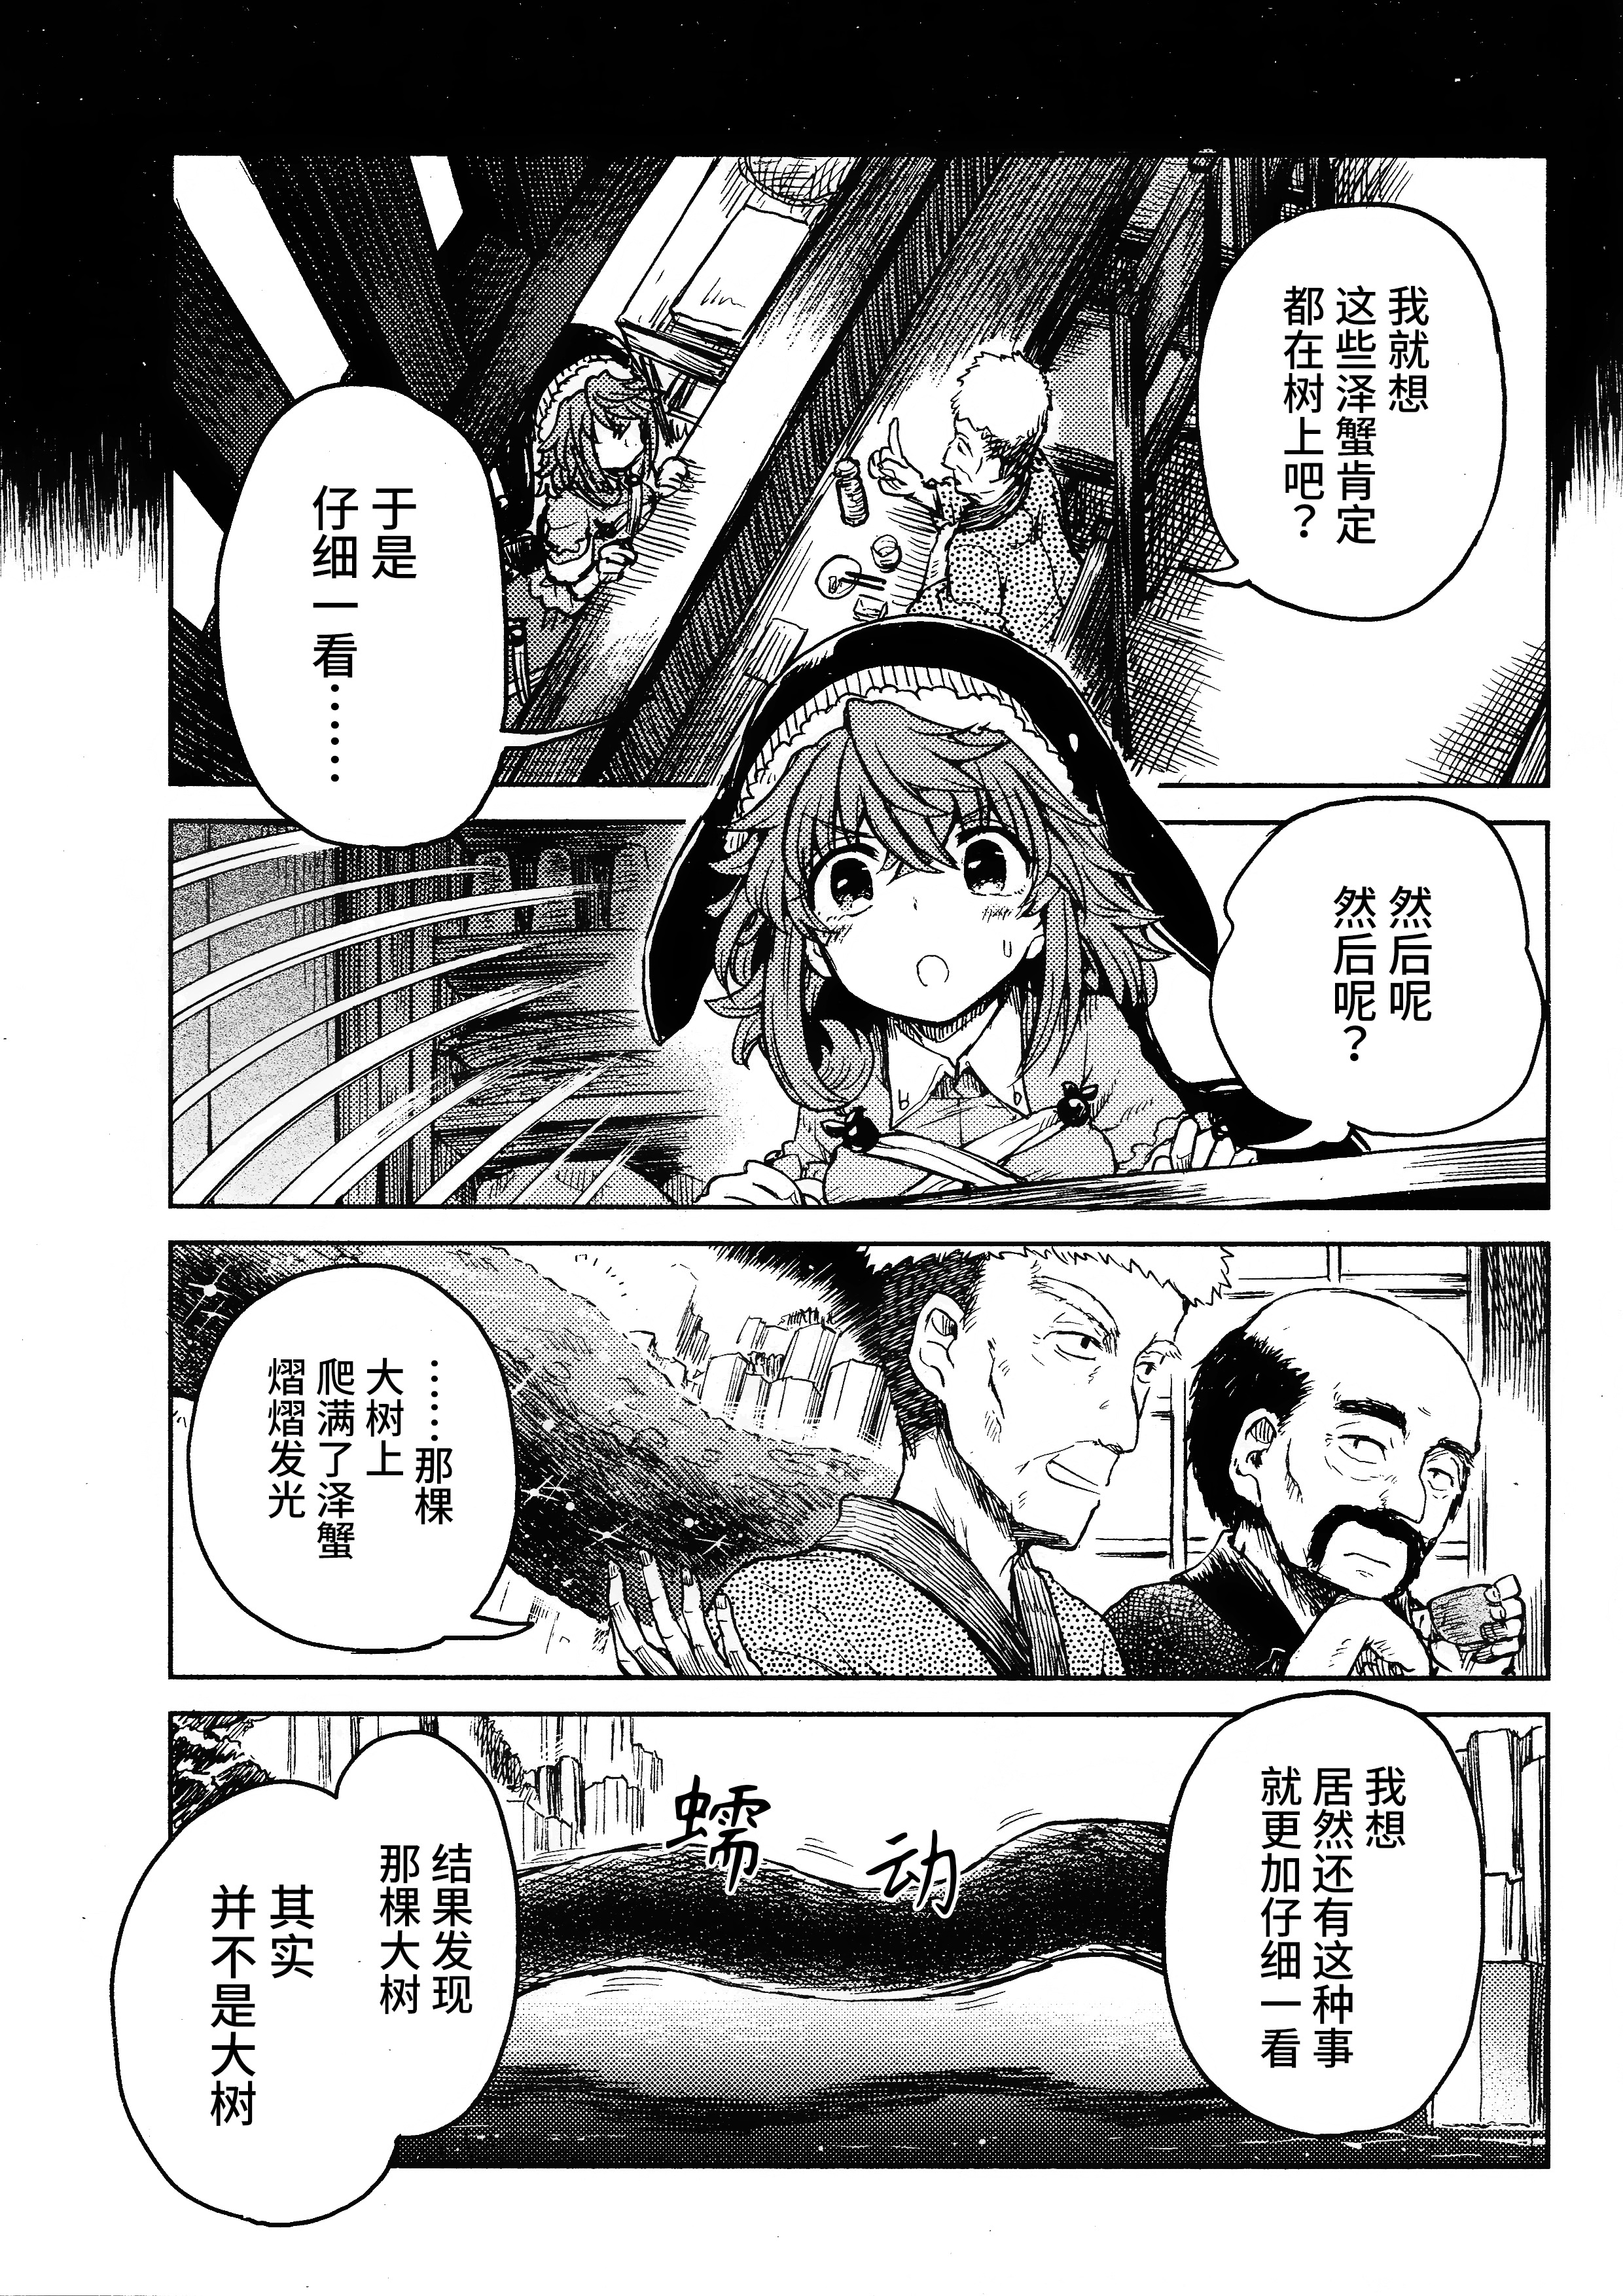 我就想
这些泽蟹肯定
都在树上吧？
于是
仔细一看……
然后呢
然后呢？
……那棵
大树上
爬满了泽蟹
熠熠发光
我想
居然还有这种事
就更加仔细一看
蠕动
结果发现
那棵大树
其实
并不是大树